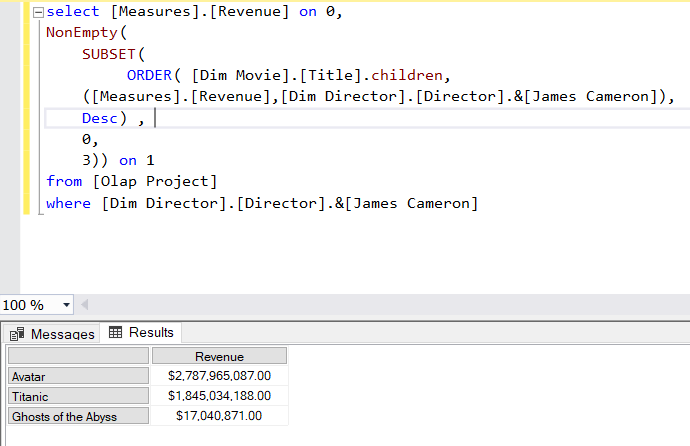 select [Measures].[Revenue] on 0,
NonEmpty(
SUBSET(
ORDER( [Dim Movie].[Title].children,
([Measures].[Revenue],[Dim Director].[Director].&[James Cameron]),
Desc) ,
0,
3)) on 1
from [Olap Project]
where [Dim Director].[Director].&[James Cameron]
100 %
Messages Results
Revenue
Avatar $2,787,965,087.00
Titanic $1,845,034,188.00
Ghosts of the Abyss $17,040,871.00